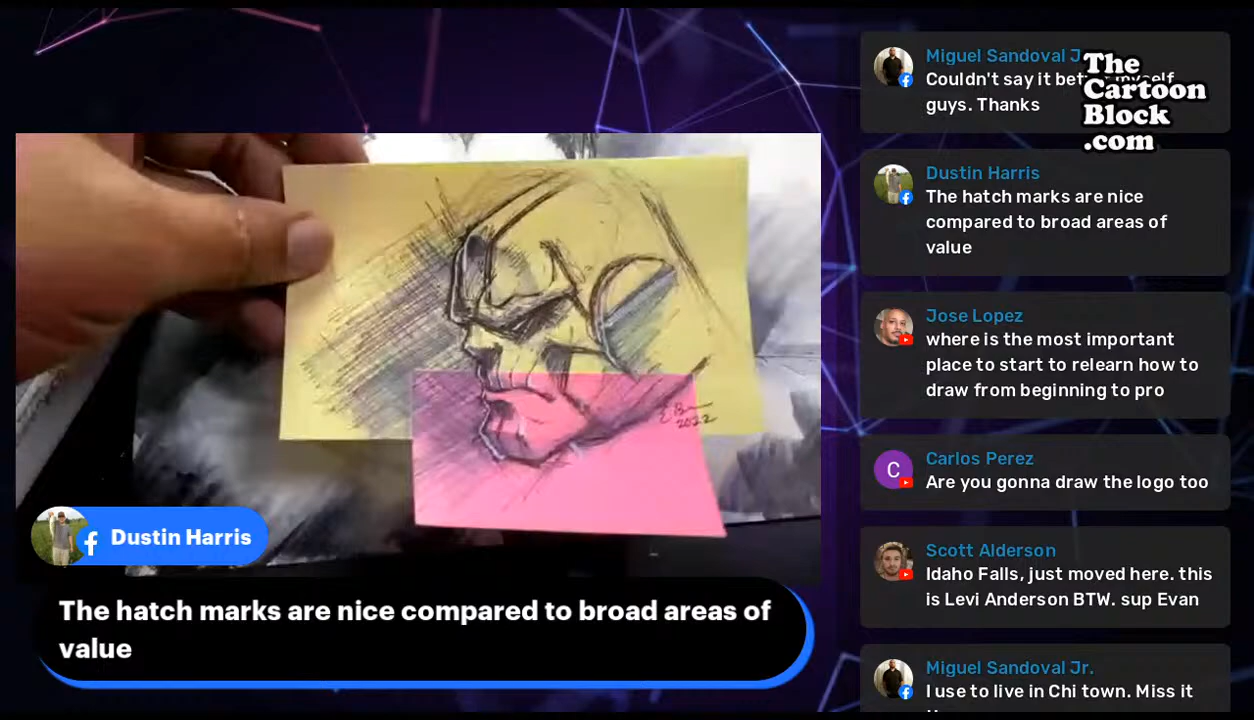 Miguel Sandoval J
Couldn't say it better myself
guys. Thanks
The
Cartoon
Block
.com
Dustin Harris
The hatch marks are nice
compared to broad areas of
value
Jose Lopez
where is the most important
place to start to relearn how to
draw from beginning to pro
C
Carlos Perez
Are you gonna draw the logo too
Scott Alderson
Idaho Falls, just moved here. this
is Levi Anderson BTW. sup Evan
Miguel Sandoval Jr.
I use to live in Chi town. Miss it
2022
Dustin Harris
The hatch marks are nice compared to broad areas of
value